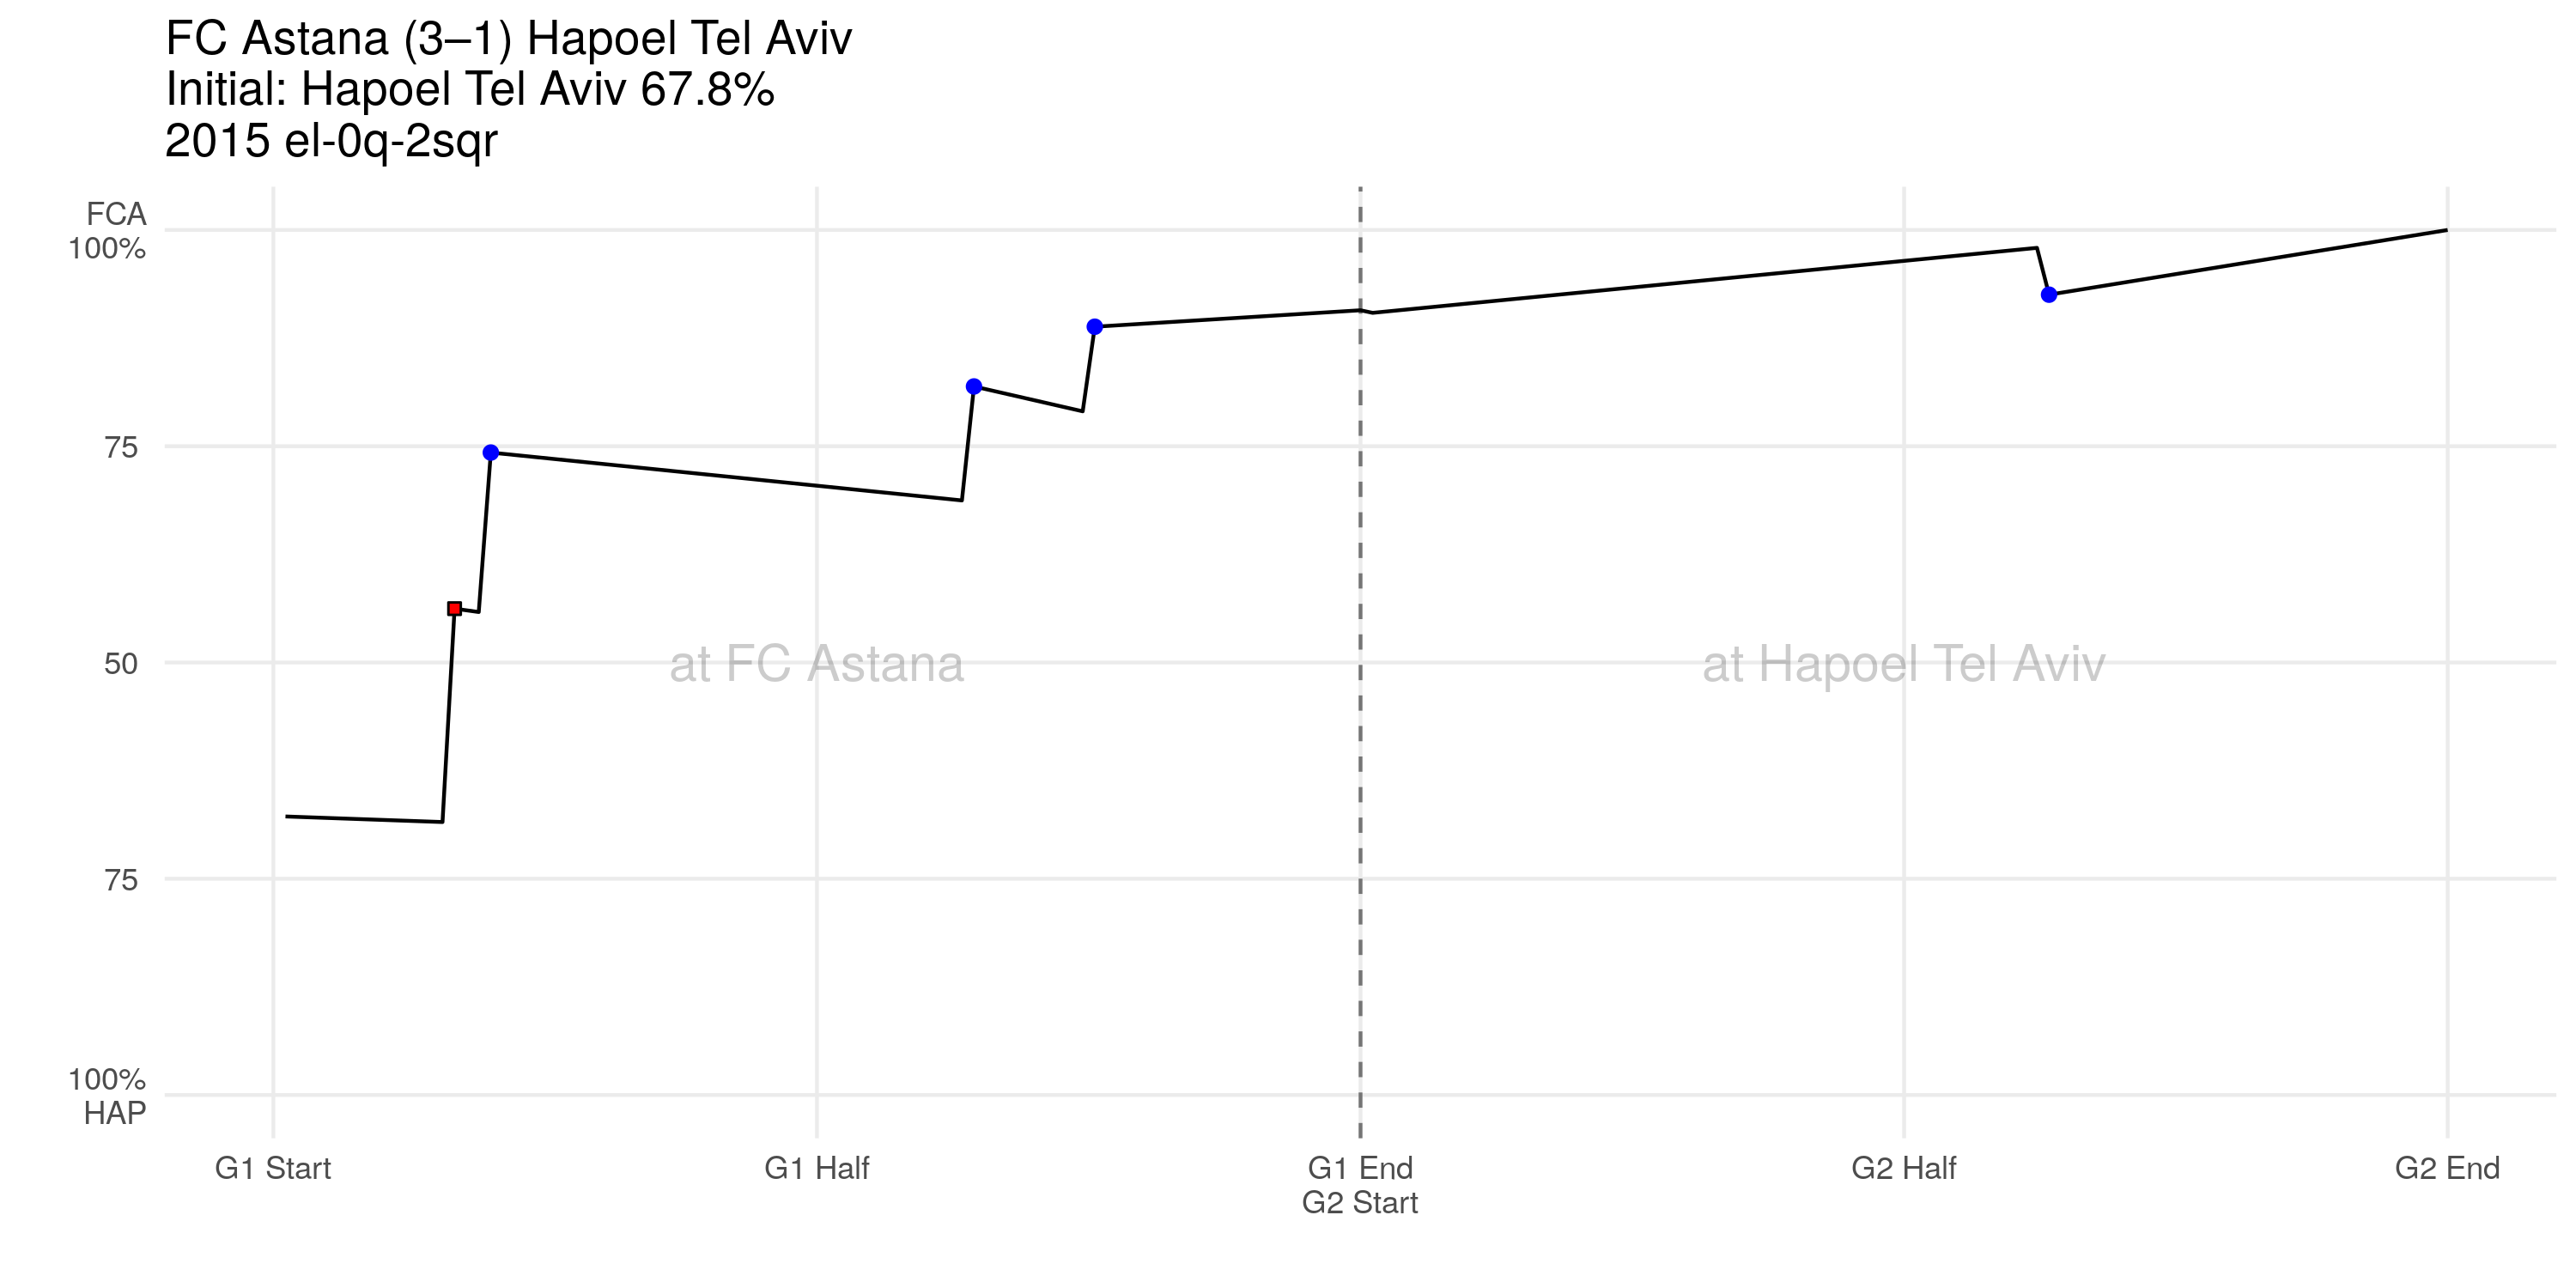 FC Astana (3–1) Hapoel Tel Aviv
Initial: Hapoel Tel Aviv 67.8%
2015 el-0q-2sqr
FCA
100%
75
50
75
100%
HAP
at FC Astana
at Hapoel Tel Aviv
G1 Start
G1 Half
G1 End
G2 Start
G2 Half
G2 End